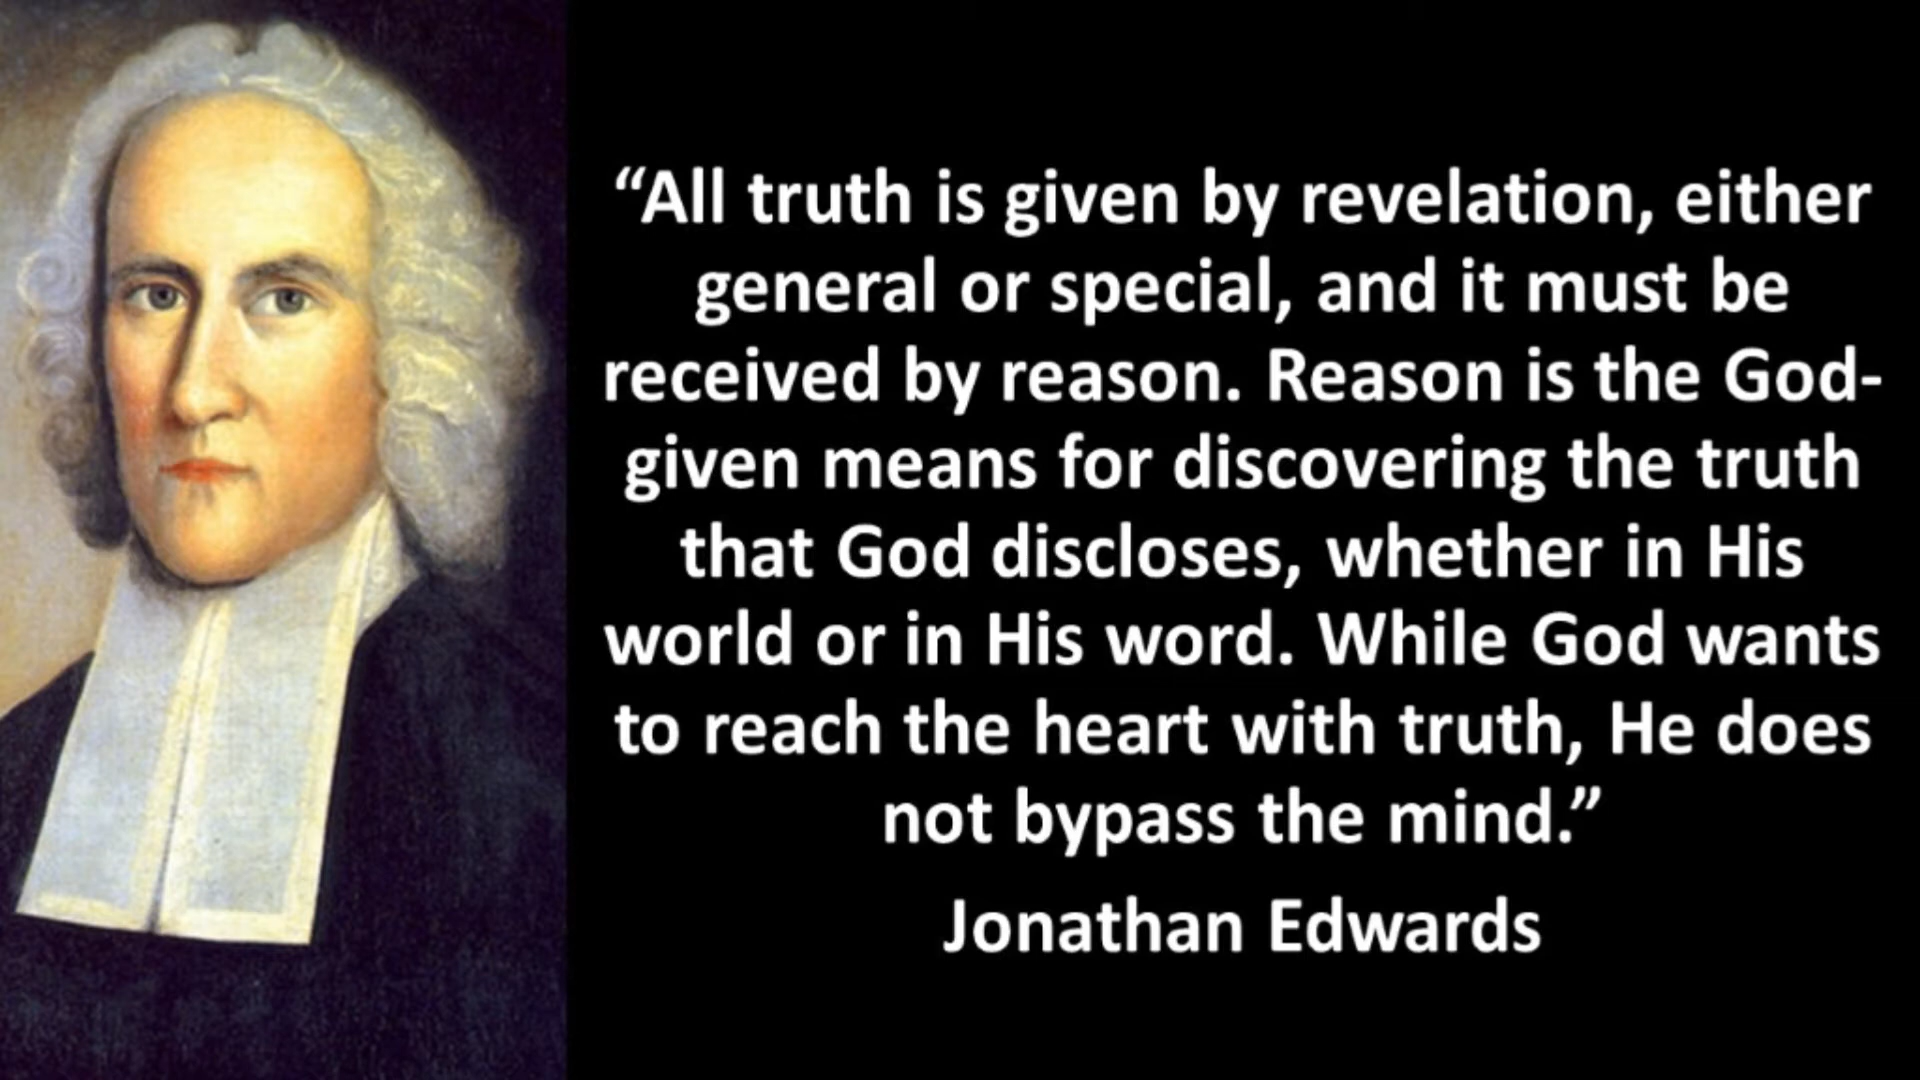 “All truth is given by revelation, either
general or special, and it must be
received by reason. Reason is the God-
given means for discovering the truth
that God discloses, whether in His
world or in His word. While God wants
to reach the heart with truth, He does
not bypass the mind.”
Jonathan Edwards